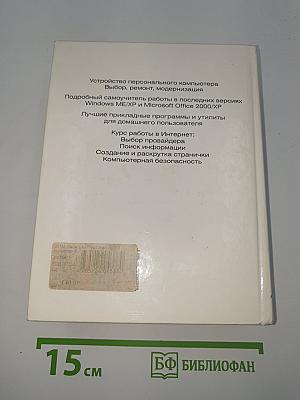 Устройство персонального компьютера
Выбор, ремонт, модернизация
Подробный самоучитель работы в последних версиях
Windows ME/XP и Microsoft Office 2000/XP
Лучшие прикладные программы и утилиты
для домашнего пользователя
Курс работы в Интернет:
Выбор провайдера
Поиск информации
Создание и раскрутка странички
Компьютерная безопасность
15 см
БФ БИБЛИОФАН